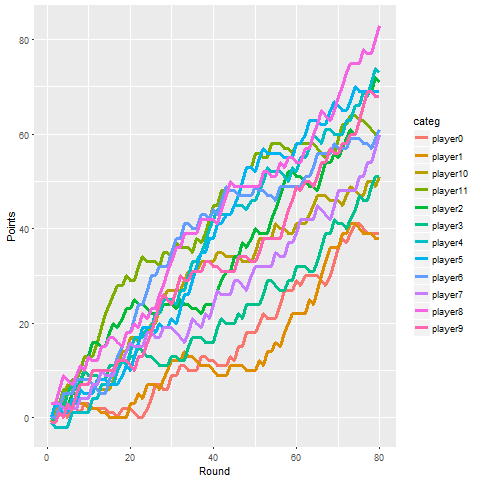 80
60
40
20
0
Points
0 20 40 60 80
Round
categ
player0
player1
player10
player11
player2
player3
player4
player5
player6
player7
player8
player9